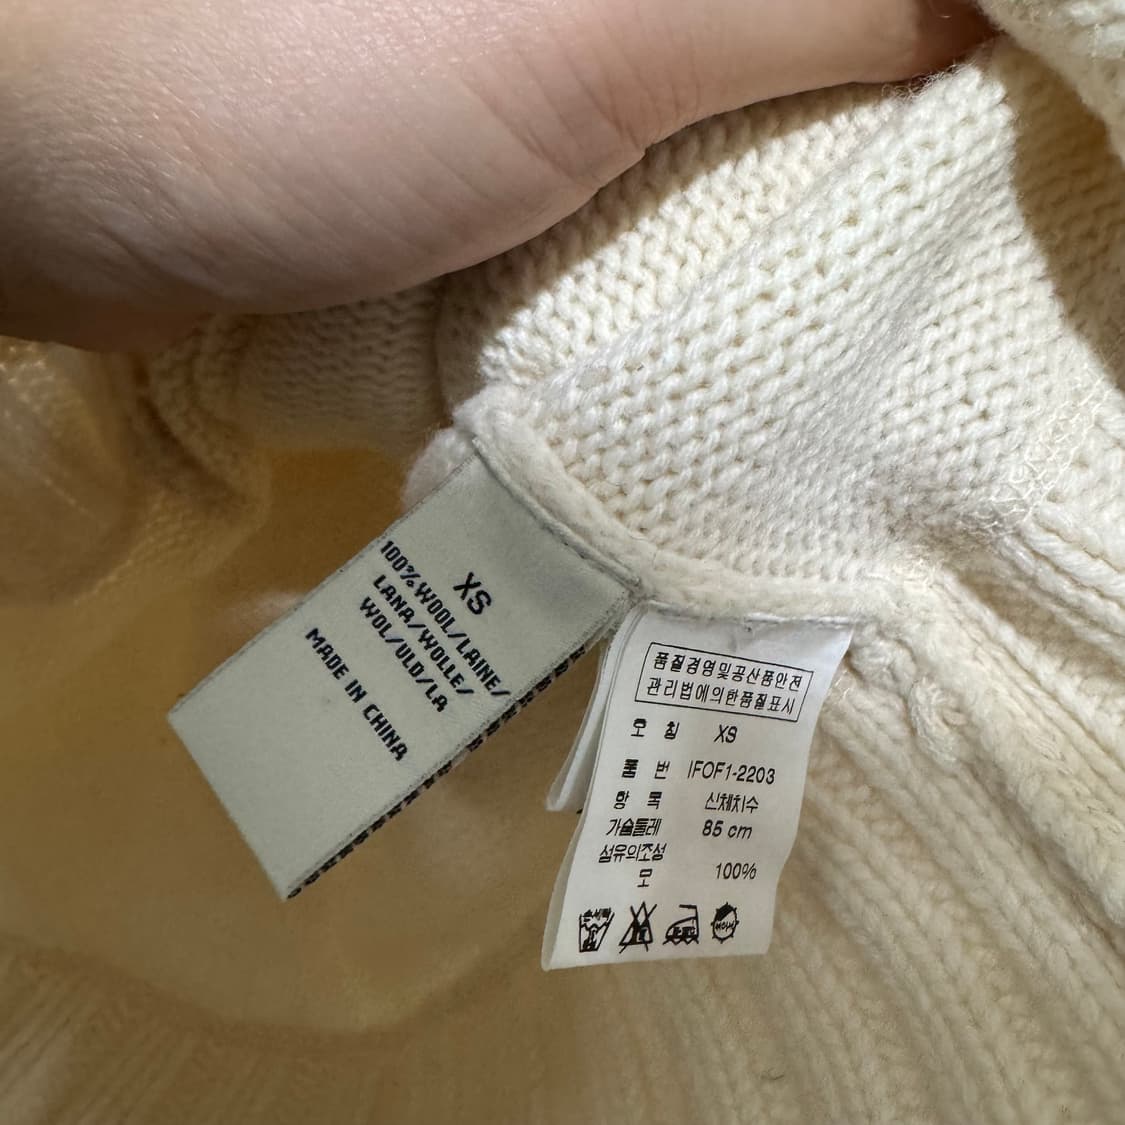 XS
100% WOOL/LAINE/
LANA/WOLLE/
WOL/ULD/LA
MADE IN CHINA
품질경영및공산품안전
관리법에의한품질표시
호 칭 XS
품 번 IFOF1-2203
항 목 신체치수
가슴둘레 85 cm
섬유의조성
모 100%
손세탁